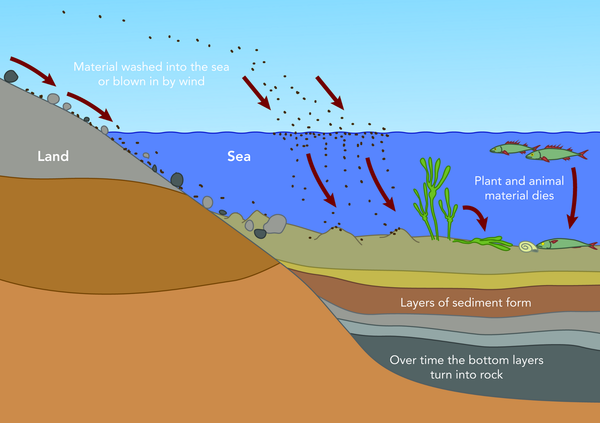 Material washed into the sea
or blown in by wind
Land
Sea
Plant and animal
material dies
Layers of sediment form
Over time the bottom layers
turn into rock